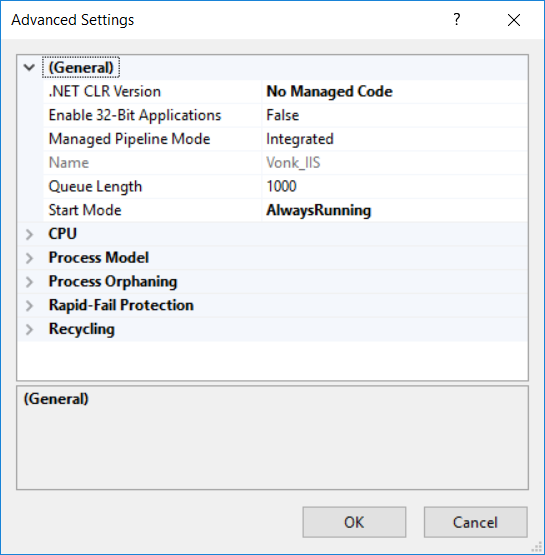 Advanced Settings ?
(General)
.NET CLR Version No Managed Code
Enable 32-Bit Applications False
Managed Pipeline Mode Integrated
Name Vonk_IIS
Queue Length 1000
Start Mode AlwaysRunning
CPU
Process Model
Process Orphaning
Rapid-Fail Protection
Recycling
(General)
OK Cancel